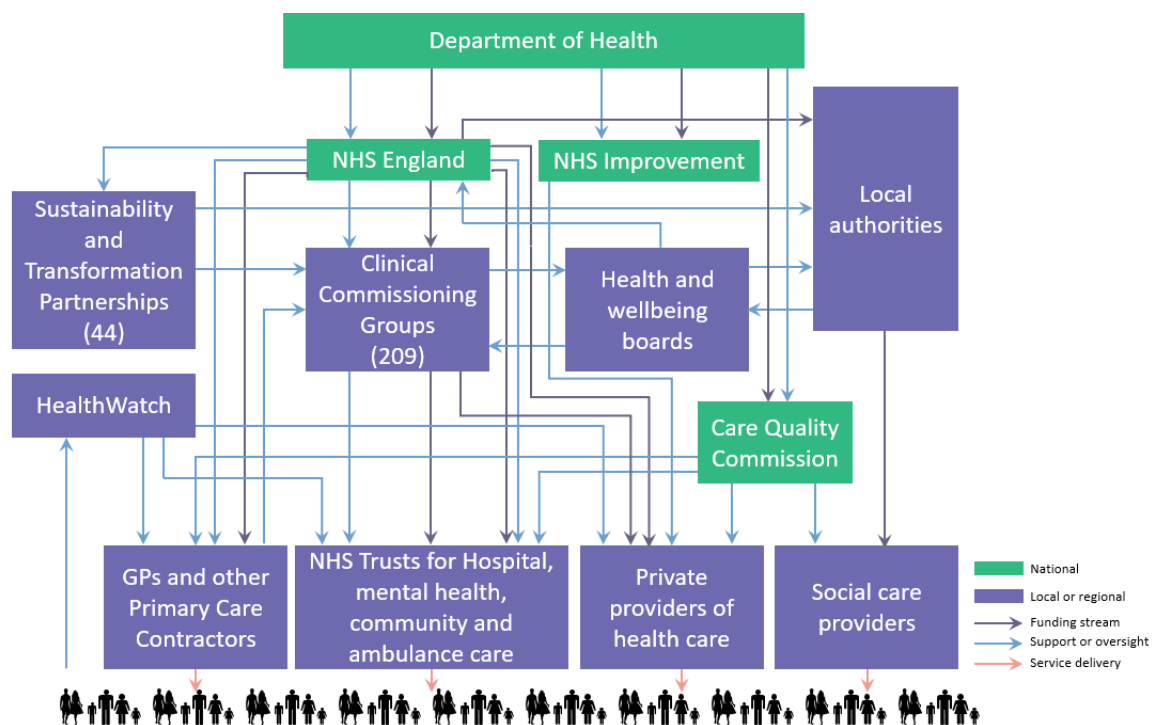 Department of Health
NHS England
NHS Improvement
Local
authorities
Sustainability
and
Transformation
Partnerships
(44)
Clinical
Commissioning
Groups
(209)
Health and
wellbeing
boards
HealthWatch
Care Quality
Commission
GPs and other
Primary Care
Contractors
NHS Trusts for Hospital,
mental health,
community and
ambulance care
Private
providers of
health care
Social care
providers
National
Local or regional
Funding stream
Support or oversight
Service delivery